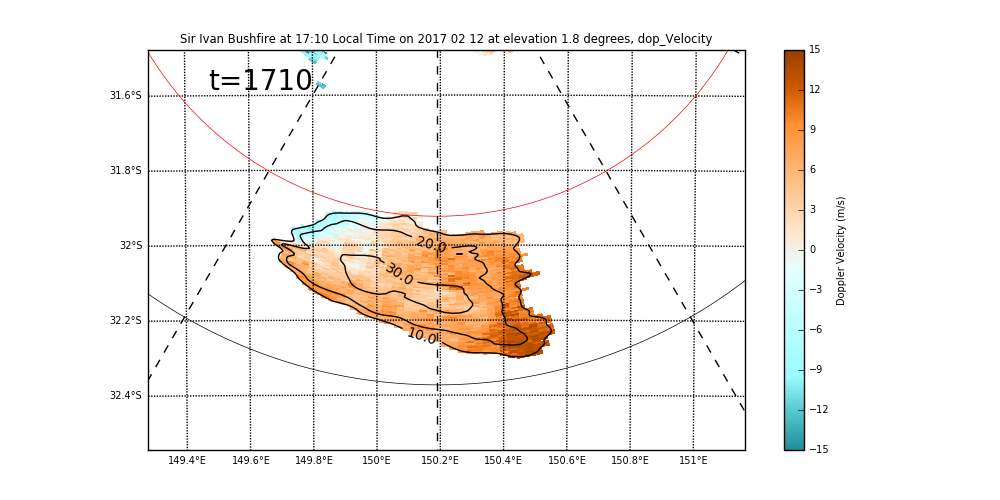 Sir Ivan Bushfire at 17:10 Local Time on 2017 02 12 at elevation 1.8 degrees, dop_Velocity
t=1710
31.6°S
31.8°S
32°S
32.2°S
32.4°S
20.0
30.0
10.0
149.4°E 149.6°E 149.8°E 150°E 150.2°E 150.4°E 150.6°E 150.8°E 151°E
15
12
9
6
3
0
−3
−6
−9
−12
−15
Doppler Velocity (m/s)